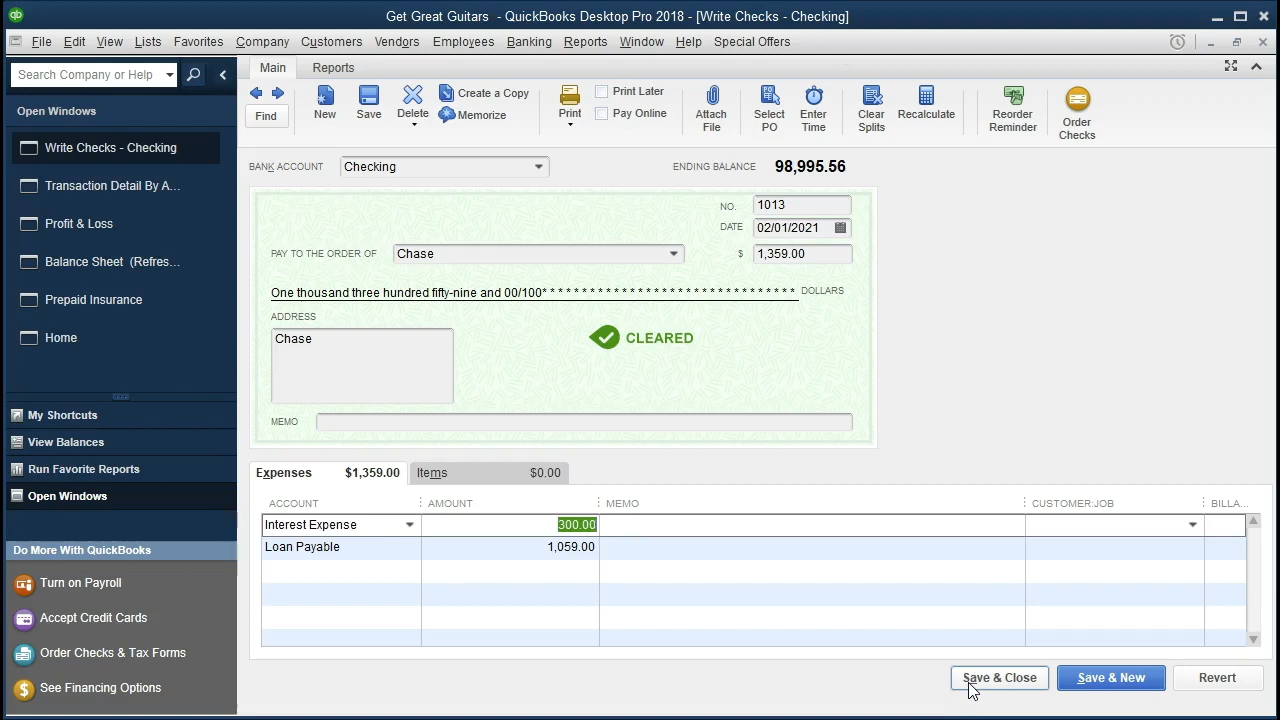 Get Great Guitars - QuickBooks Desktop Pro 2018 - [Write Checks - Checking]
File Edit View Lists Favorites Company Customers Vendors Employees Banking Reports Window Help Special Offers
Search Company or Help
Open Windows
Write Checks - Checking
Transaction Detail By A...
Profit & Loss
Balance Sheet (Refres...
Prepaid Insurance
Home
My Shortcuts
View Balances
Run Favorite Reports
Open Windows
Do More With QuickBooks
Turn on Payroll
Accept Credit Cards
Order Checks & Tax Forms
See Financing Options
Main Reports
Find
New
Save
Delete
Create a Copy
Memorize
Print
Print Later
Pay Online
Attach File
Select PO
Enter Time
Clear Splits
Recalculate
Reorder Reminder
Order Checks
BANK ACCOUNT Checking ENDING BALANCE 98,995.56
NO. 1013
DATE 02/01/2021
PAY TO THE ORDER OF Chase $ 1,359.00
One thousand three hundred fifty-nine and 00/100* * * * * * * * * * * * * * * * * * * * * * * * * * * * * * * * DOLLARS
ADDRESS
Chase
CLEARED
MEMO
Expenses $1,359.00 Items $0.00
ACCOUNT AMOUNT MEMO CUSTOMER:JOB BILLA...
Interest Expense 300.00
Loan Payable 1,059.00
Save & Close Save & New Revert